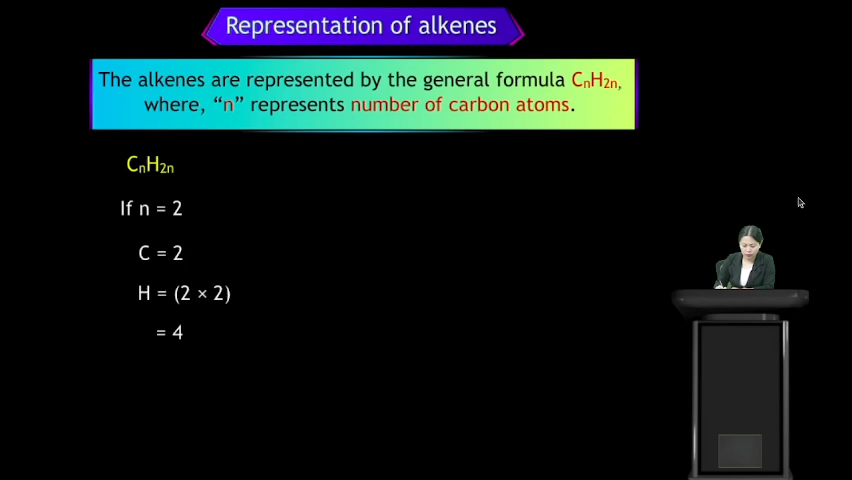 Representation of alkenes
The alkenes are represented by the general formula CₙH₂ₙ,
where, “n” represents number of carbon atoms.
CₙH₂ₙ
If n = 2
C = 2
H = (2 × 2)
= 4